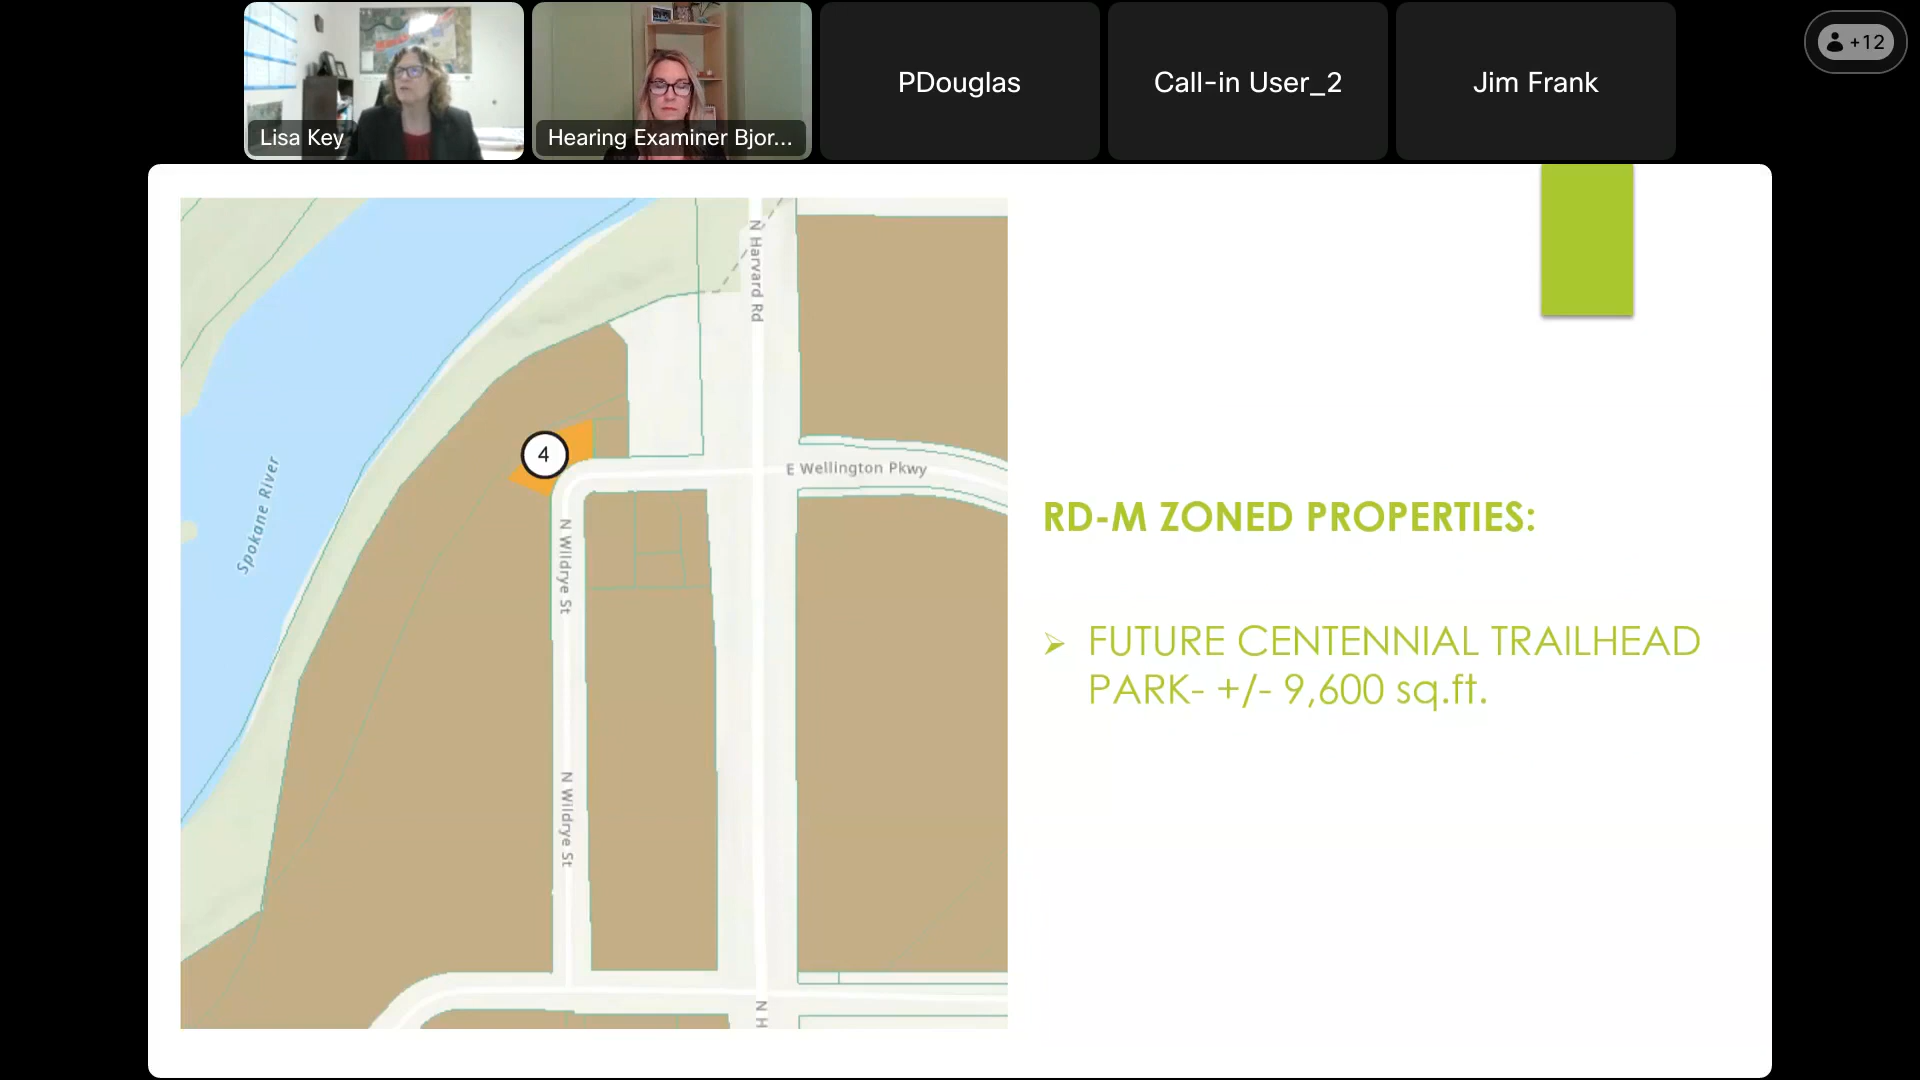 Lisa Key
Hearing Examiner Bjor...
PDouglas
Call-in User_2
Jim Frank
+12
N Harvard Rd
4
E Wellington Pkwy
Spokane River
N Wildrye St
N Wildrye St
N H
RD-M ZONED PROPERTIES:
FUTURE CENTENNIAL TRAILHEAD
PARK- +/- 9,600 sq.ft.